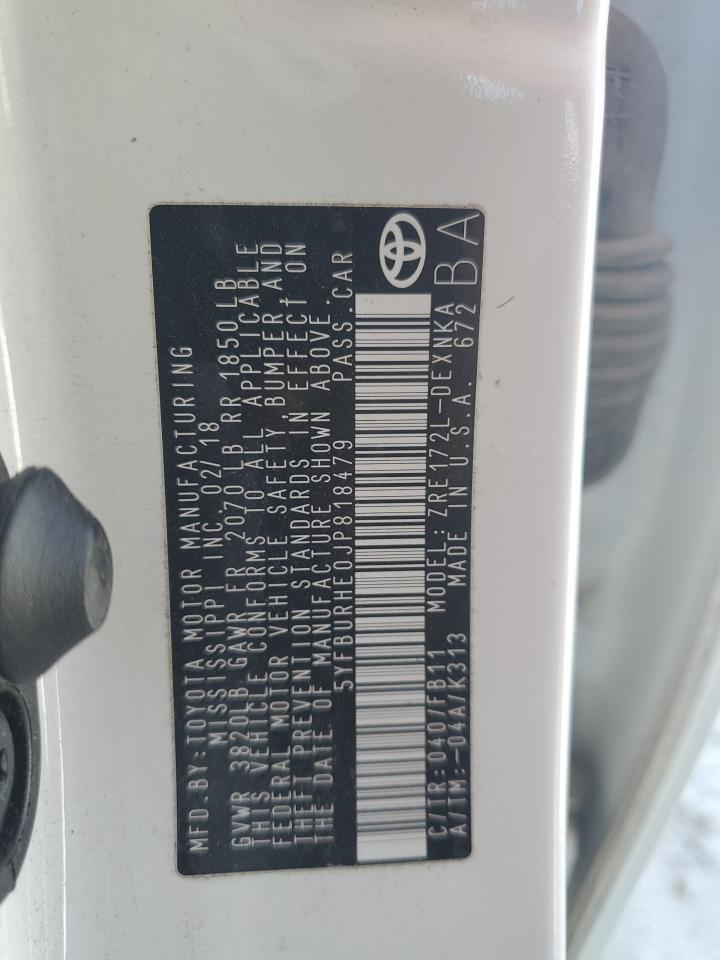 MFD.BY:TOYOTA MOTOR MANUFACTURING
MISSISSIPPI INC. 02/18
GVWR 3820LB GAWR FR 2070 LB RR 1850LB
THIS VEHICLE CONFORMS TO ALL APPLICABLE
FEDERAL MOTOR VEHICLE SAFETY,BUMPER,AND
THEFT PREVENTION STANDARDS IN EFFECT ON
THE DATE OF MANUFACTURE SHOWN ABOVE.
5YFBURHE0JP818479 PASS.CAR
C/TR:040/FB11 MODEL: ZRE172L-DEXNKA
A/TM:-04A/K313 MADE IN U.S.A. 672
BA